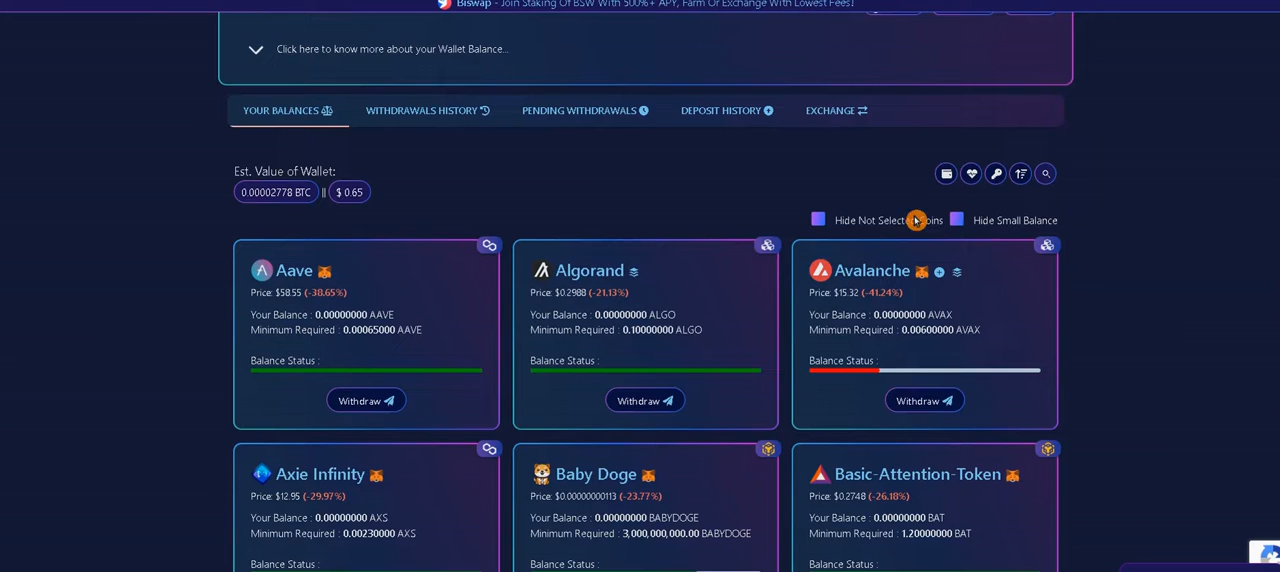 Biswap - Join Staking Of BSW With 500%+ APY, Farm Or Exchange With Lowest Fees!
Click here to know more about your Wallet Balance...
YOUR BALANCES WITHDRAWALS HISTORY PENDING WITHDRAWALS DEPOSIT HISTORY EXCHANGE
Est. Value of Wallet:
0.00002778 BTC || $ 0.65
Hide Not Selected Coins Hide Small Balance
Aave Algorand Avalanche
Price: $58.55 (-38.65%) Price: $0.2988 (-21.13%) Price: $15.32 (-41.24%)
Your Balance : 0.00000000 AAVE Your Balance : 0.00000000 ALGO Your Balance : 0.00000000 AVAX
Minimum Required : 0.00065000 AAVE Minimum Required : 0.10000000 ALGO Minimum Required : 0.00600000 AVAX
Balance Status : Balance Status : Balance Status :
Withdraw Withdraw Withdraw
Axie Infinity Baby Doge Basic-Attention-Token
Price: $12.95 (-29.97%) Price: $0.00000000113 (-23.77%) Price: $0.2748 (-26.18%)
Your Balance : 0.00000000 AXS Your Balance : 0.00000000 BABYDOGE Your Balance : 0.00000000 BAT
Minimum Required : 0.00230000 AXS Minimum Required : 3,000,000,000.00 BABYDOGE Minimum Required : 1.20000000 BAT
Balance Status : Balance Status : Balance Status :